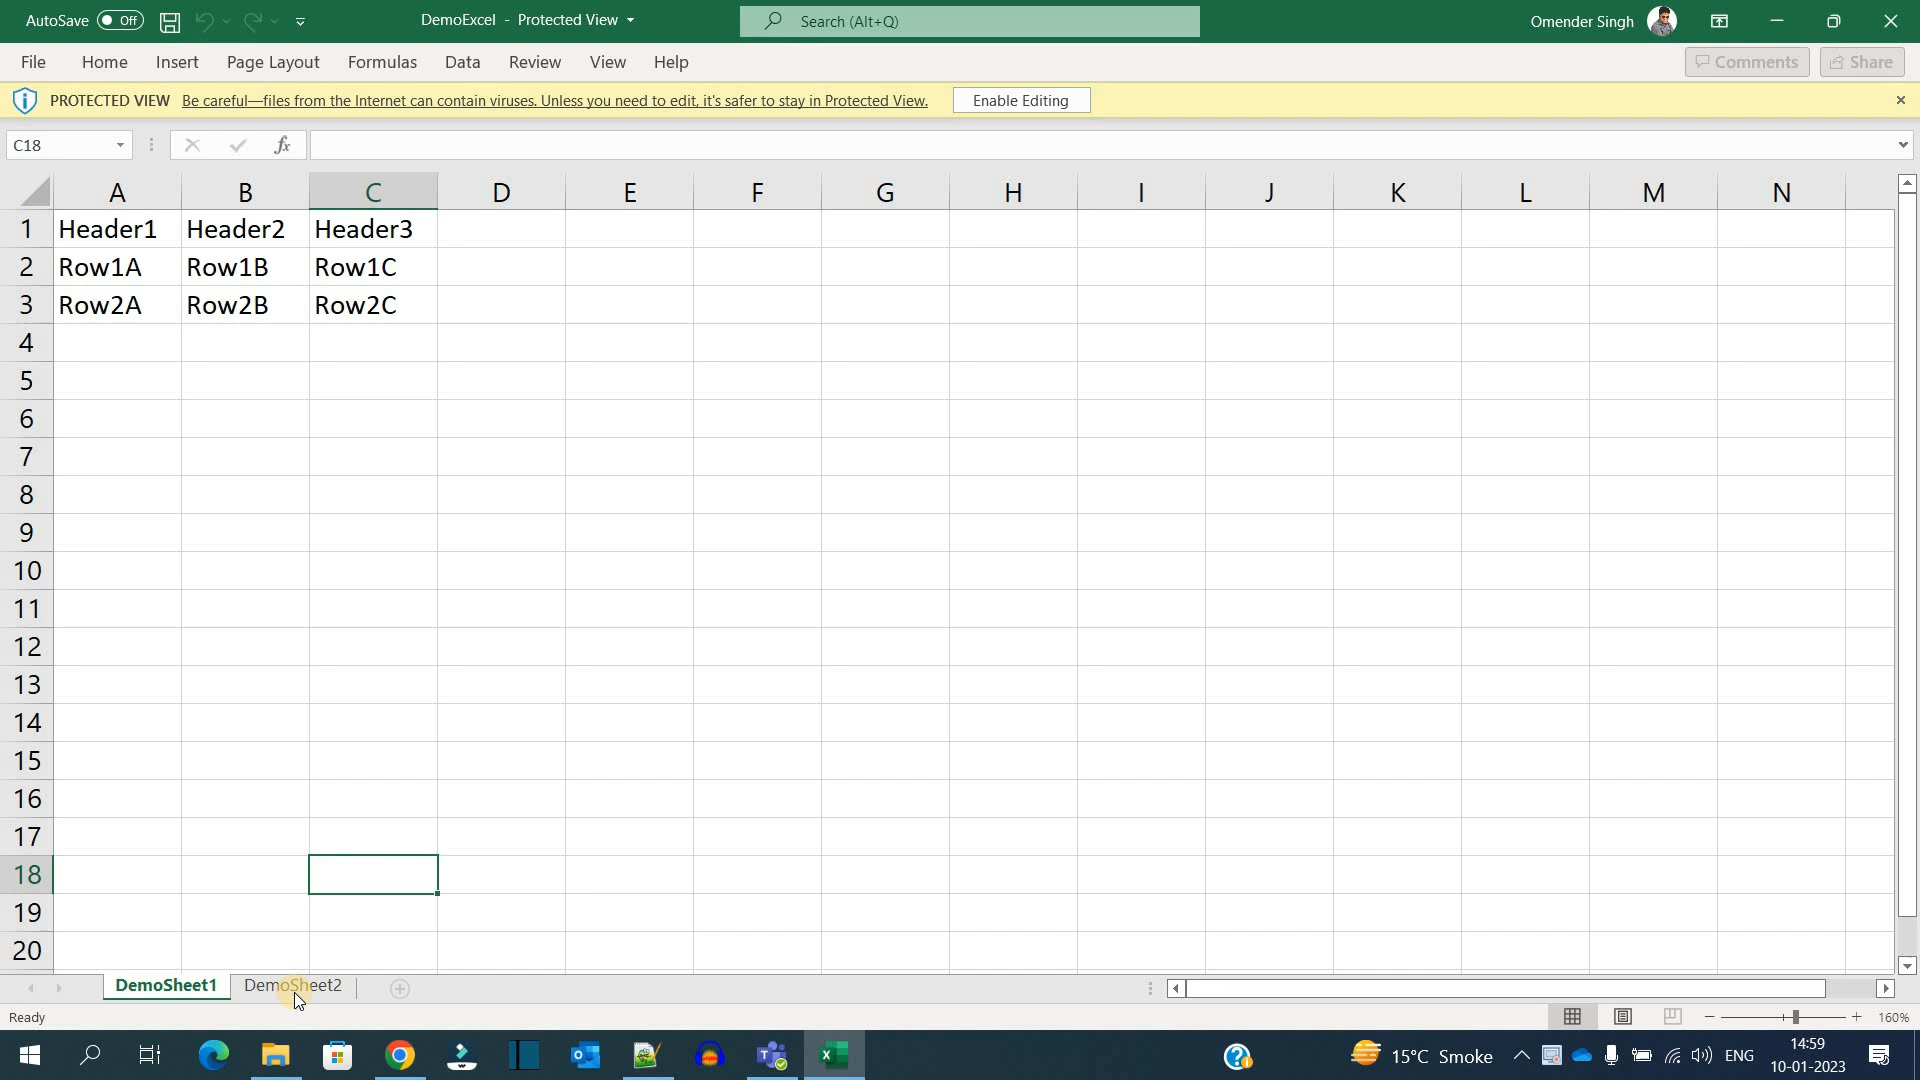 AutoSave Off DemoExcel - Protected View Search (Alt+Q) Omender Singh
File Home Insert Page Layout Formulas Data Review View Help Comments Share
PROTECTED VIEW Be careful—files from the Internet can contain viruses. Unless you need to edit, it's safer to stay in Protected View. Enable Editing
C18 fx
A B C D E F G H I J K L M N
1 Header1 Header2 Header3
2 Row1A Row1B Row1C
3 Row2A Row2B Row2C
4
5
6
7
8
9
10
11
12
13
14
15
16
17
18
19
20
DemoSheet1 DemoSheet2
Ready 160%
15°C Smoke ENG 14:59
10-01-2023